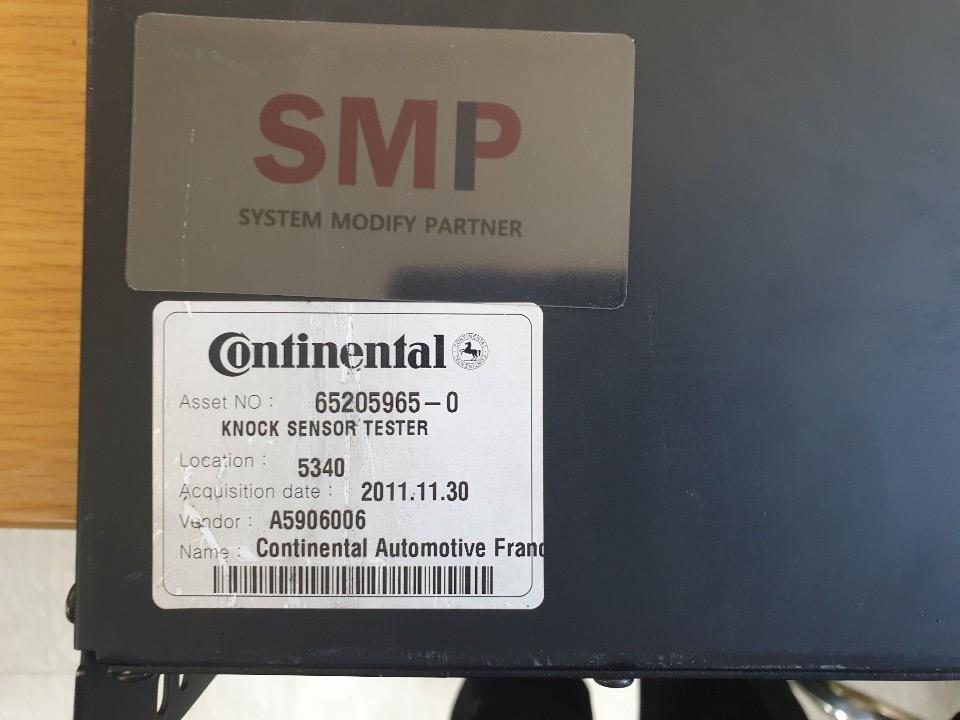 SMP
SYSTEM MODIFY PARTNER
Continental
Asset NO : 65205965-0
KNOCK SENSOR TESTER
Location : 5340
Acquisition date : 2011.11.30
Vendor : A5906006
Name : Continental Automotive Franc